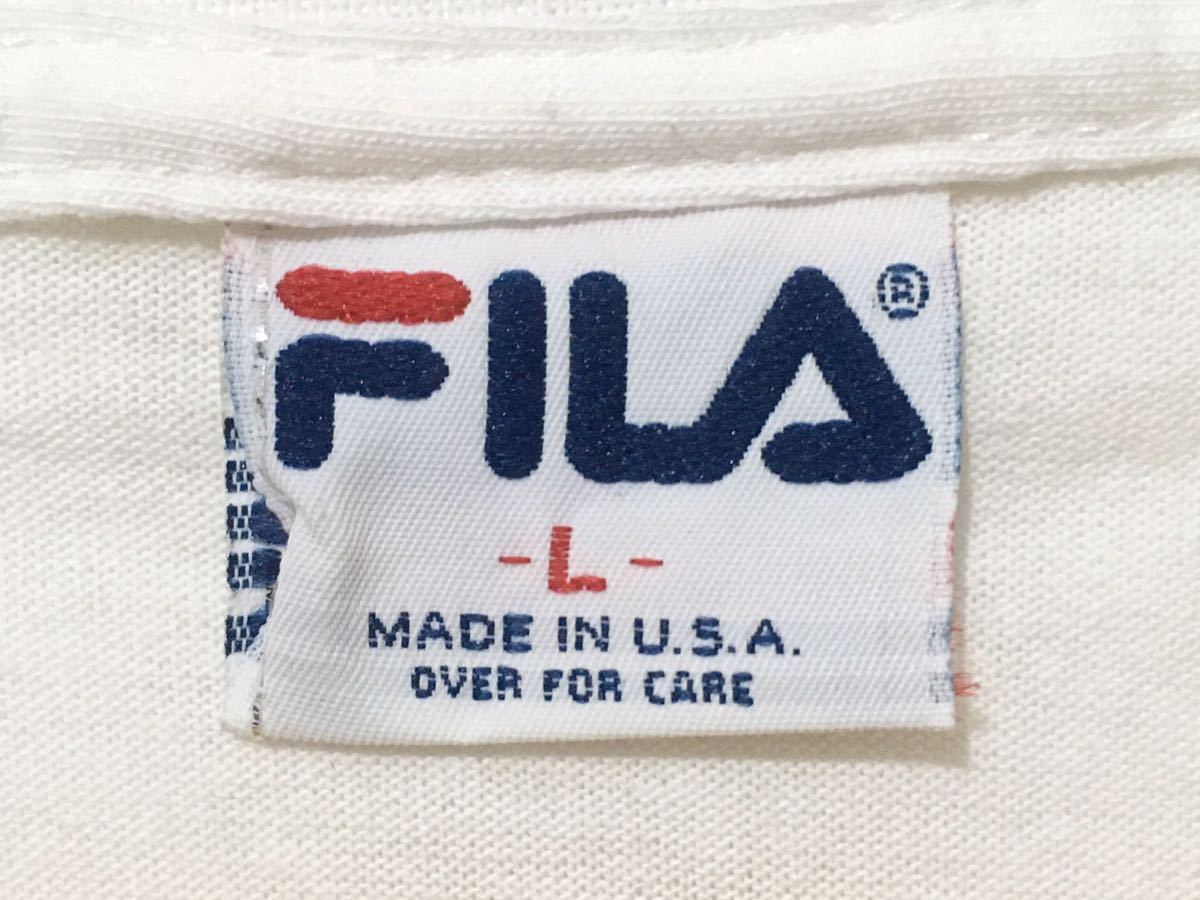 FILA®
-L-
MADE IN U.S.A.
OVER FOR CARE